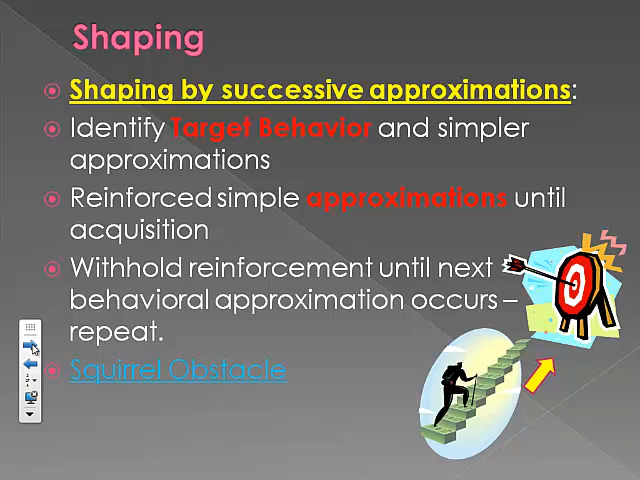 Shaping
Shaping by successive approximations:
Identify Target Behavior and simpler
approximations
Reinforced simple approximations until
acquisition
Withhold reinforcement until next
behavioral approximation occurs –
repeat.
Squirrel Obstacle